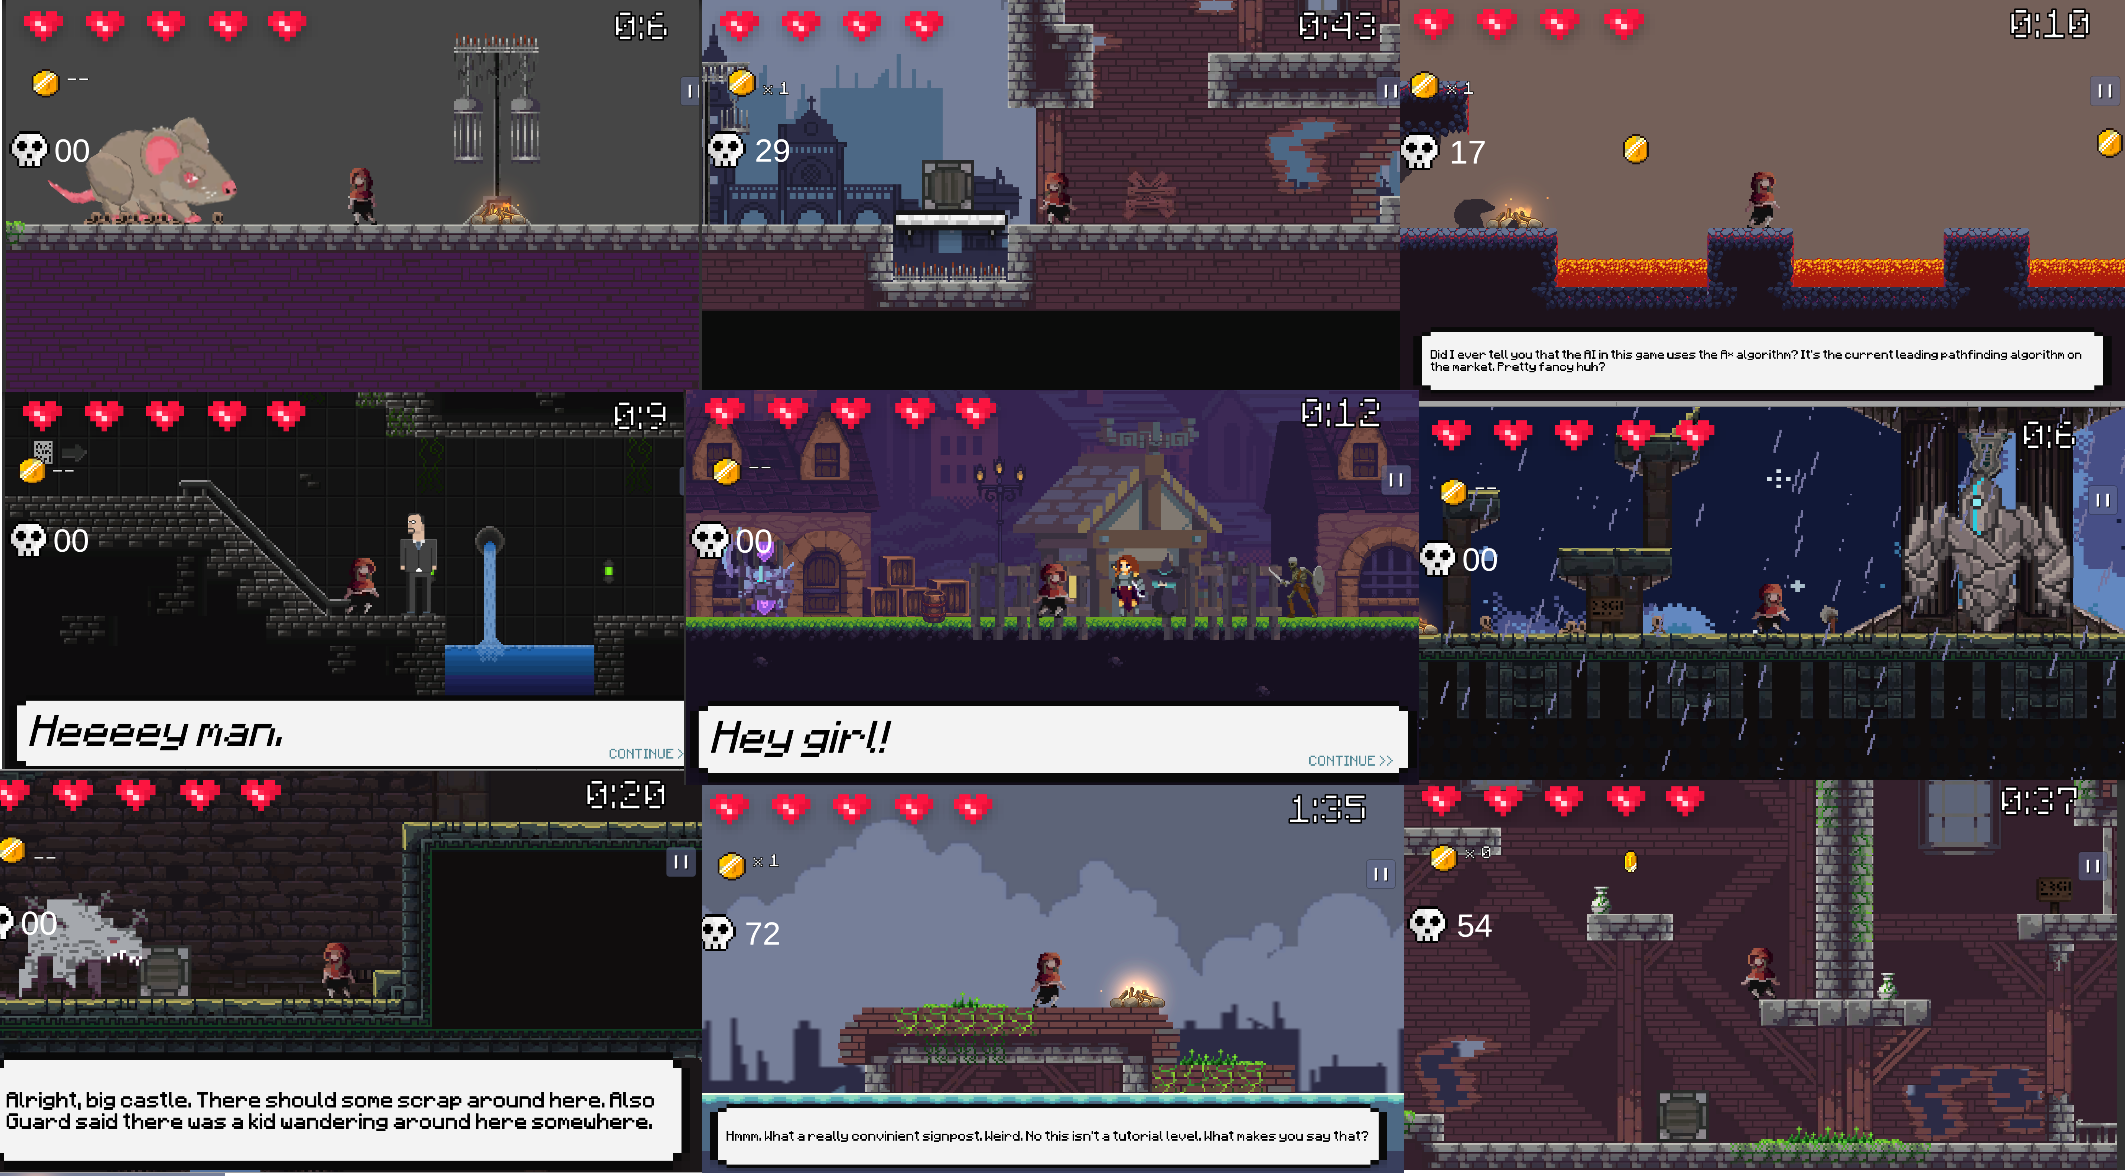 0:6
--
00
0:43
x 1
29
0:10
x 1
17
Did I ever tell you that the AI in this game uses the A* algorithm? It's the current leading pathfinding algorithm on
the market. Pretty fancy huh?
0:9
--
00
Heeeey man.
CONTINUE >
0:12
--
00
Hey girl!
CONTINUE >>
0:6
--
00
0:20
--
00
Alright, big castle. There should some scrap around here. Also
Guard said there was a kid wandering around here somewhere.
1:35
x 1
72
Hmmm. What a really convinient signpost. Weird. No this isn't a tutorial level. What makes you say that?
0:37
x 0
54